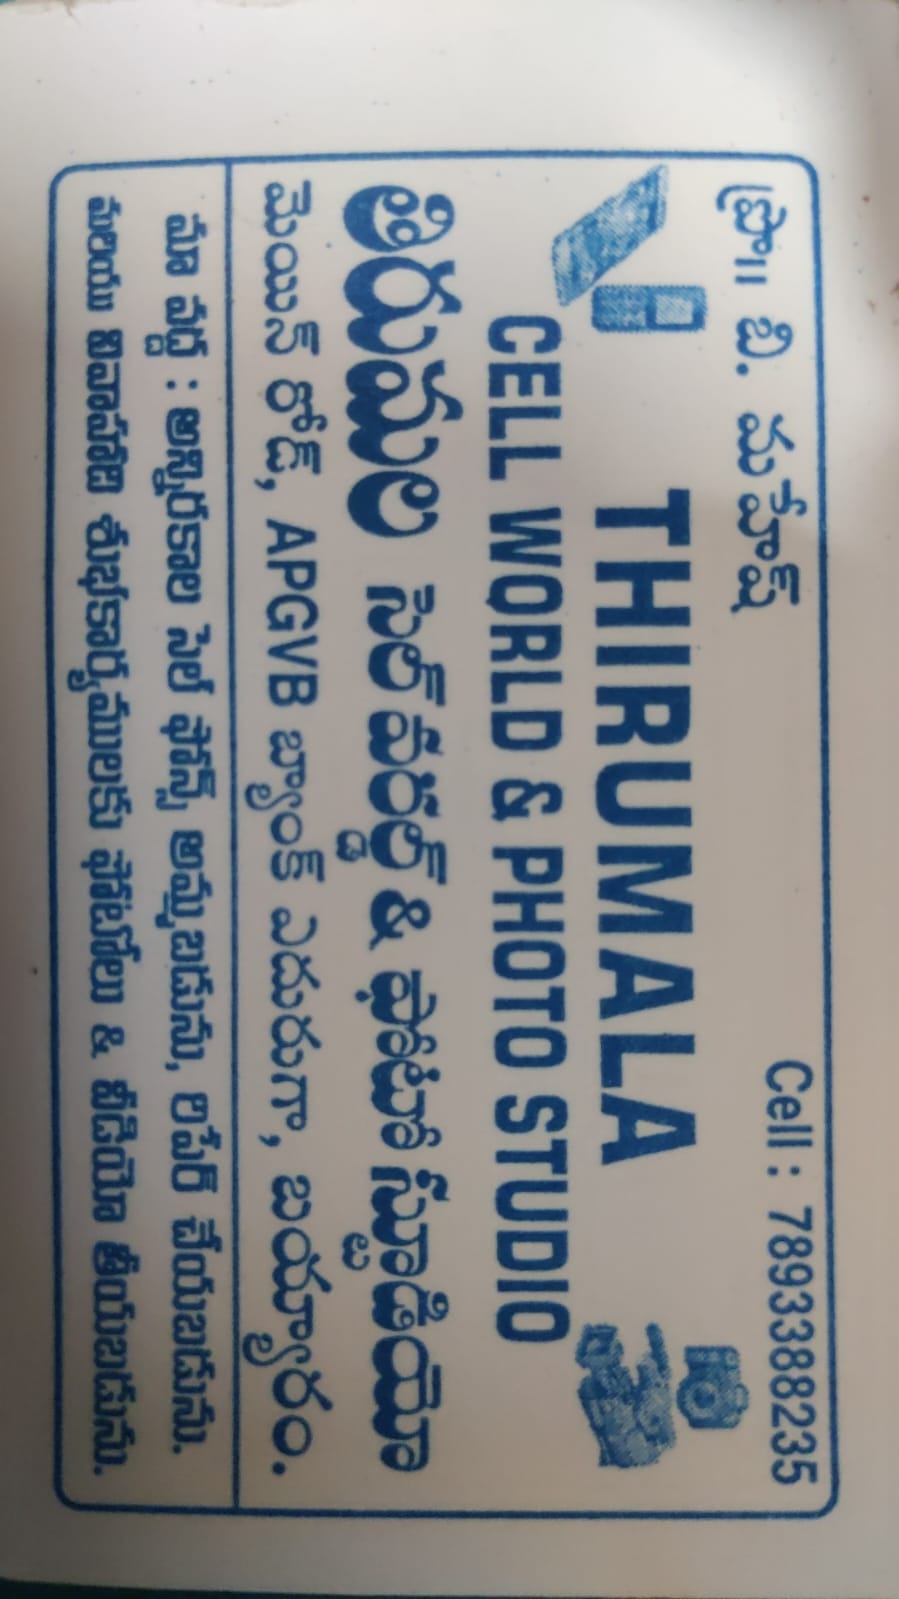 ప్రొ॥ బి. మహేష్
Cell : 7893388235
THIRUMALA
CELL WORLD & PHOTO STUDIO
తిరుమల సెల్ వరల్డ్ & ఫోటో స్టూడియో
మెయిన్ రోడ్, APGVB బ్యాంక్ ఎదురుగా, బయ్యారం.
మా వద్ద : అన్నిరకాల సెల్ ఫోన్స్ అమ్మబడును, రిపేర్ చేయబడును.
మరియు వివాహాది శుభకార్యములకు ఫోటోలు & వీడియో తీయబడును.